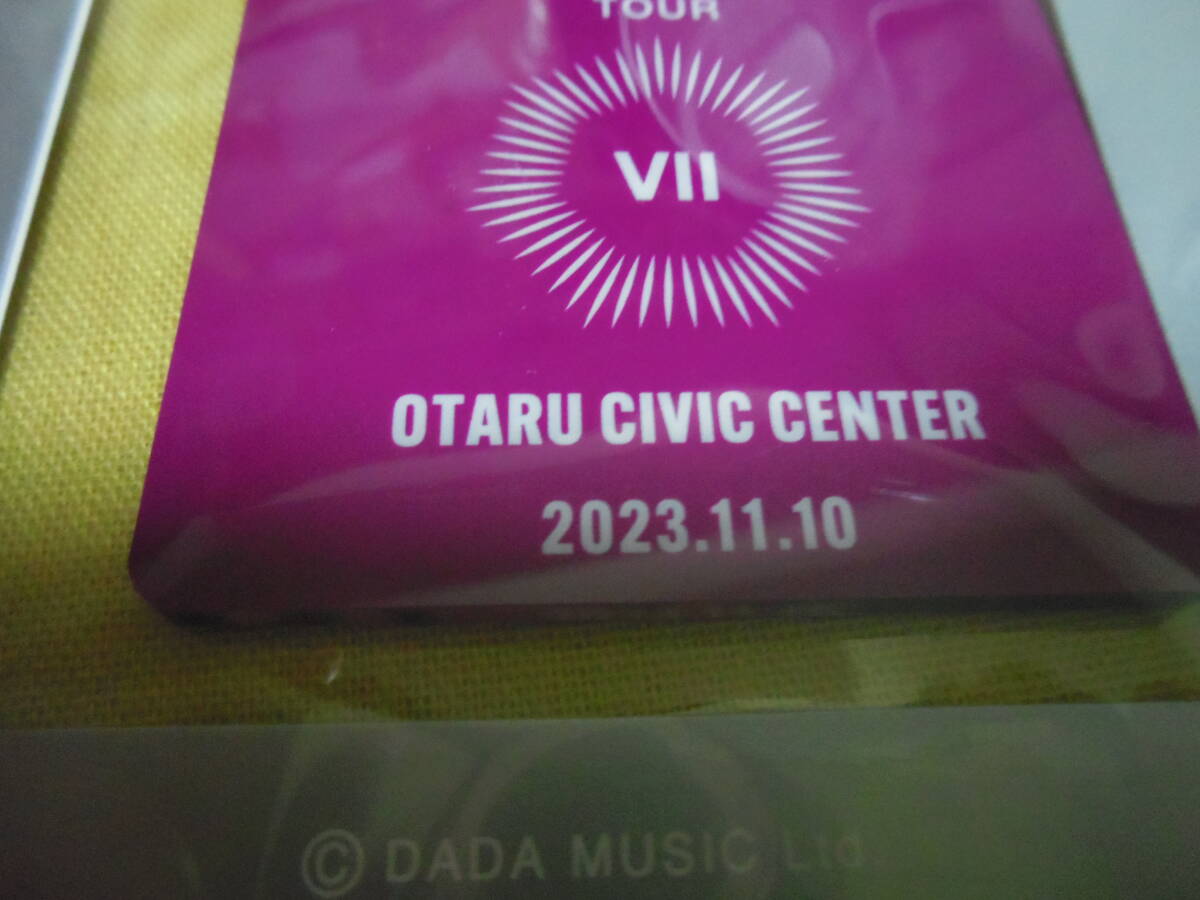 TOUR
VII
OTARU CIVIC CENTER
2023.11.10
© DADA MUSIC Ltd.